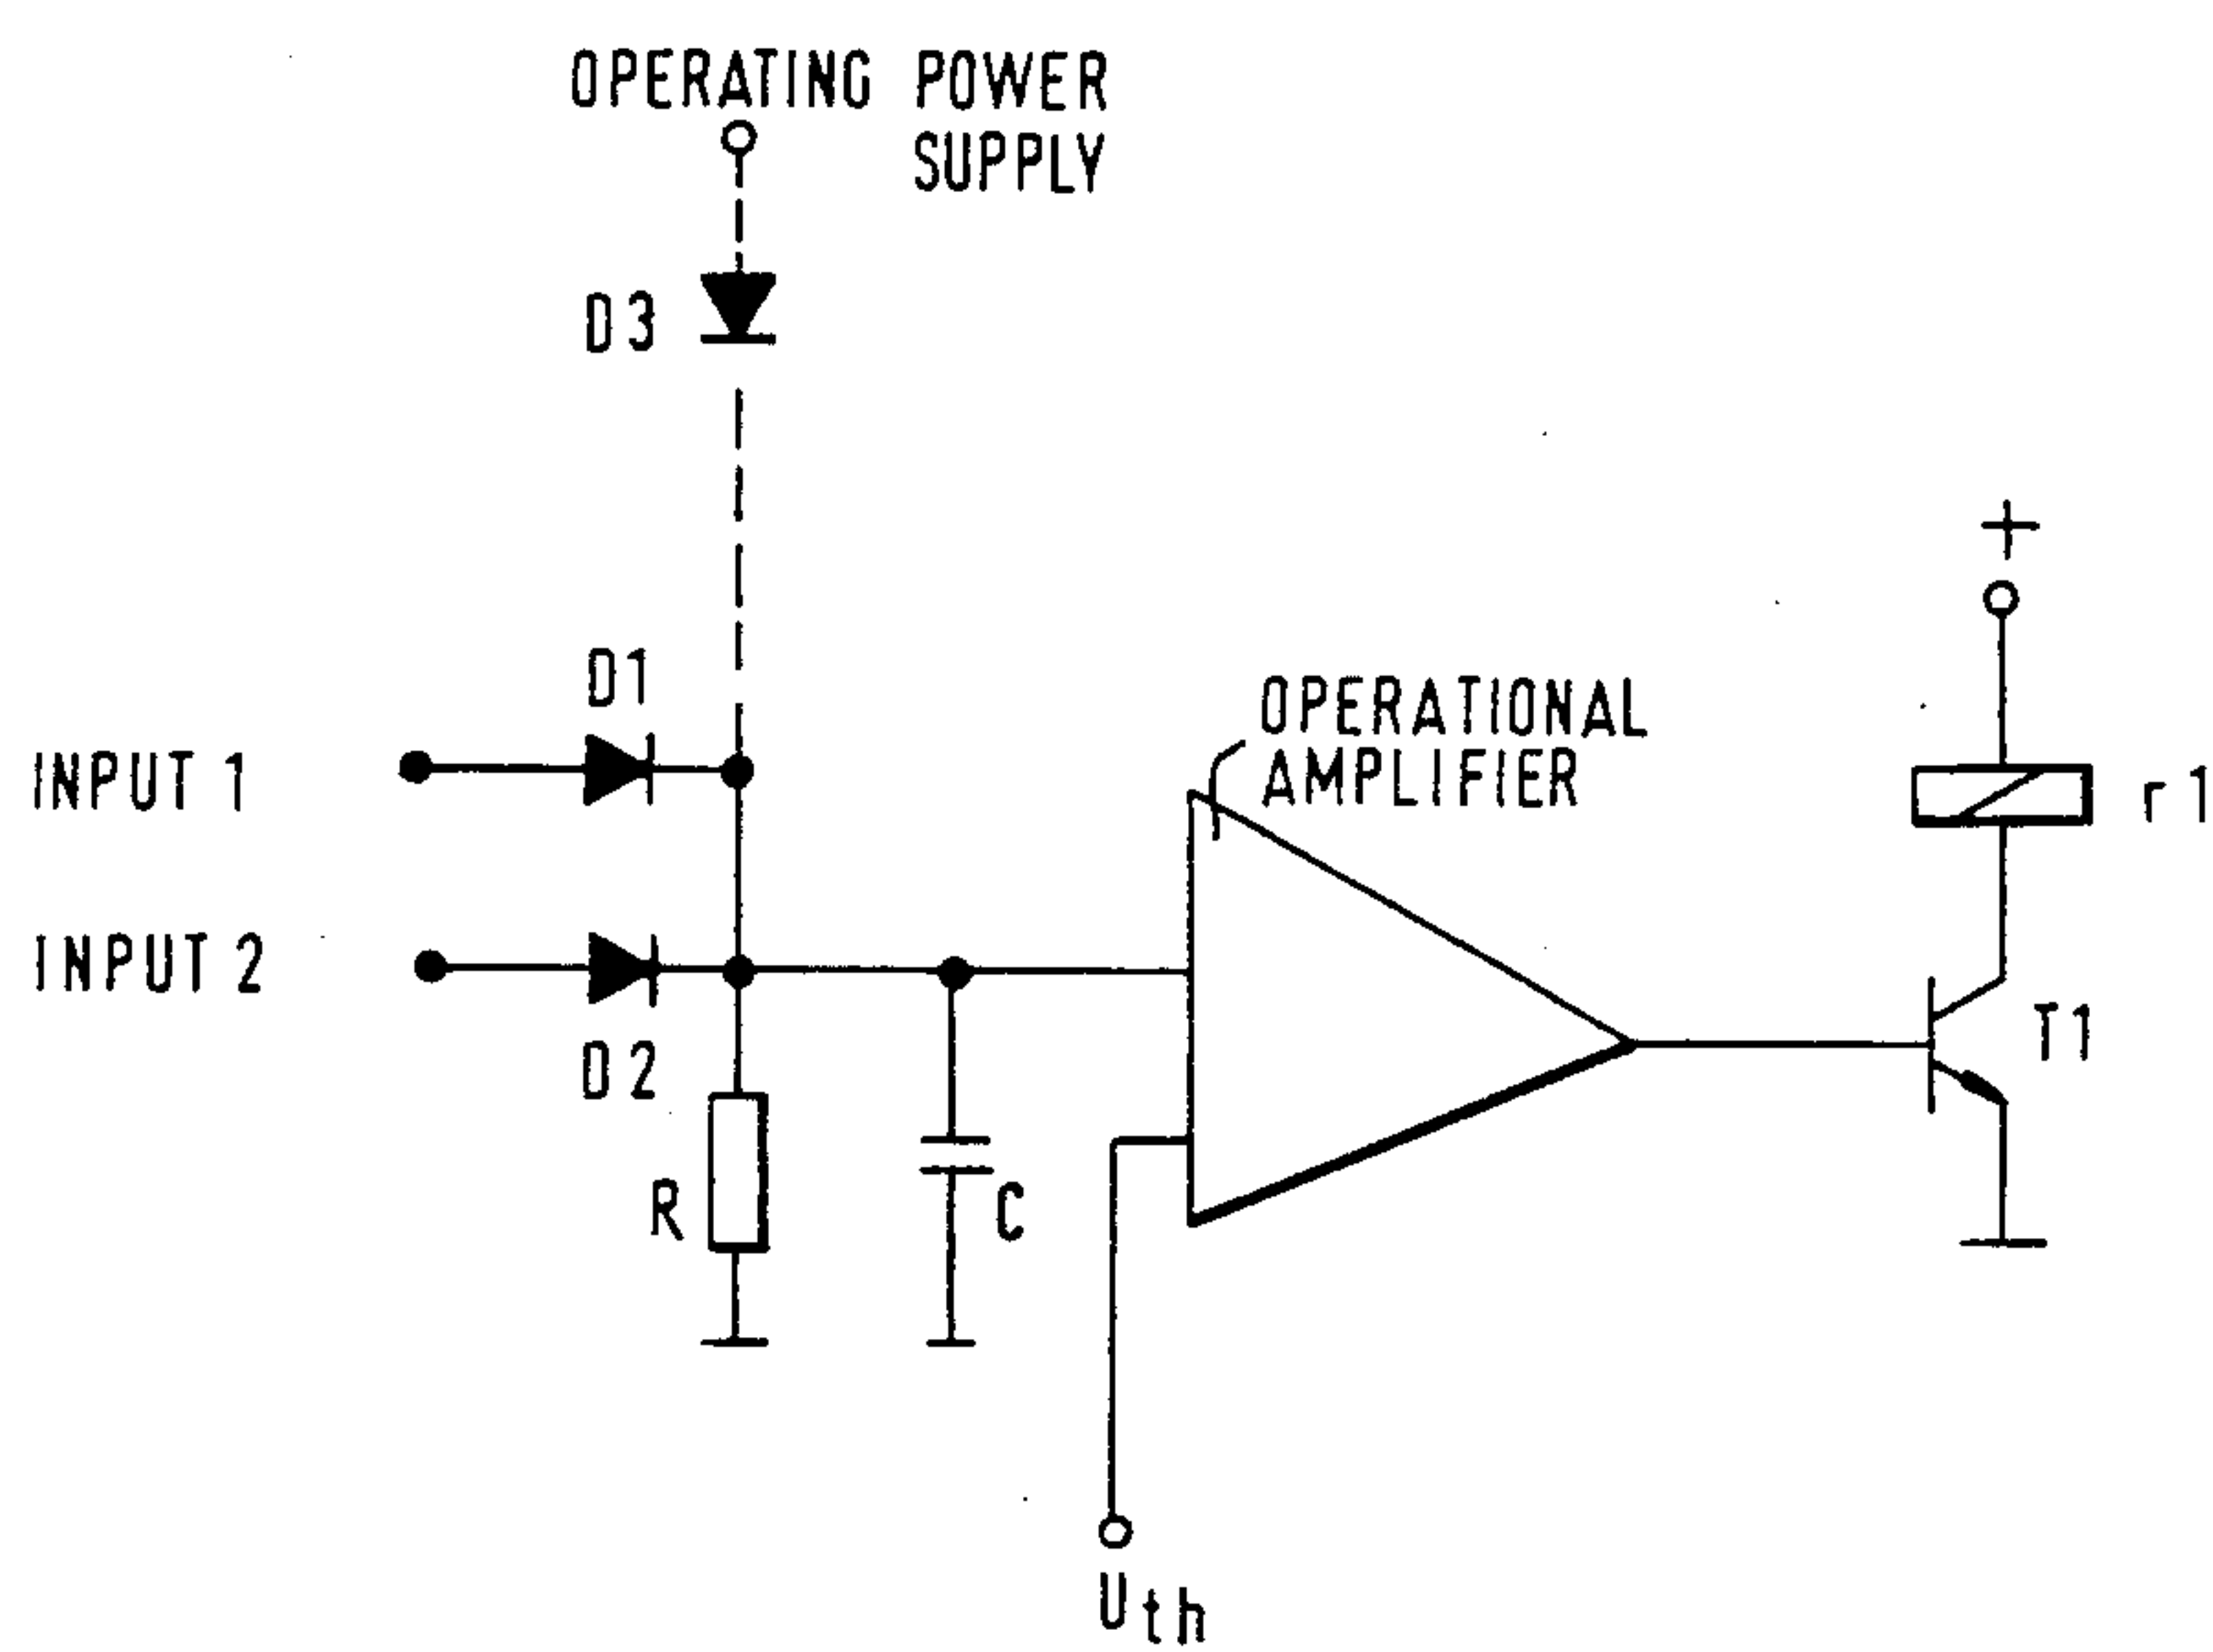 OPERATING POWER
SUPPLY
D3
+
D1
OPERATIONAL
AMPLIFIER
INPUT 1
r1
INPUT 2
T1
D2
R
C
Uth